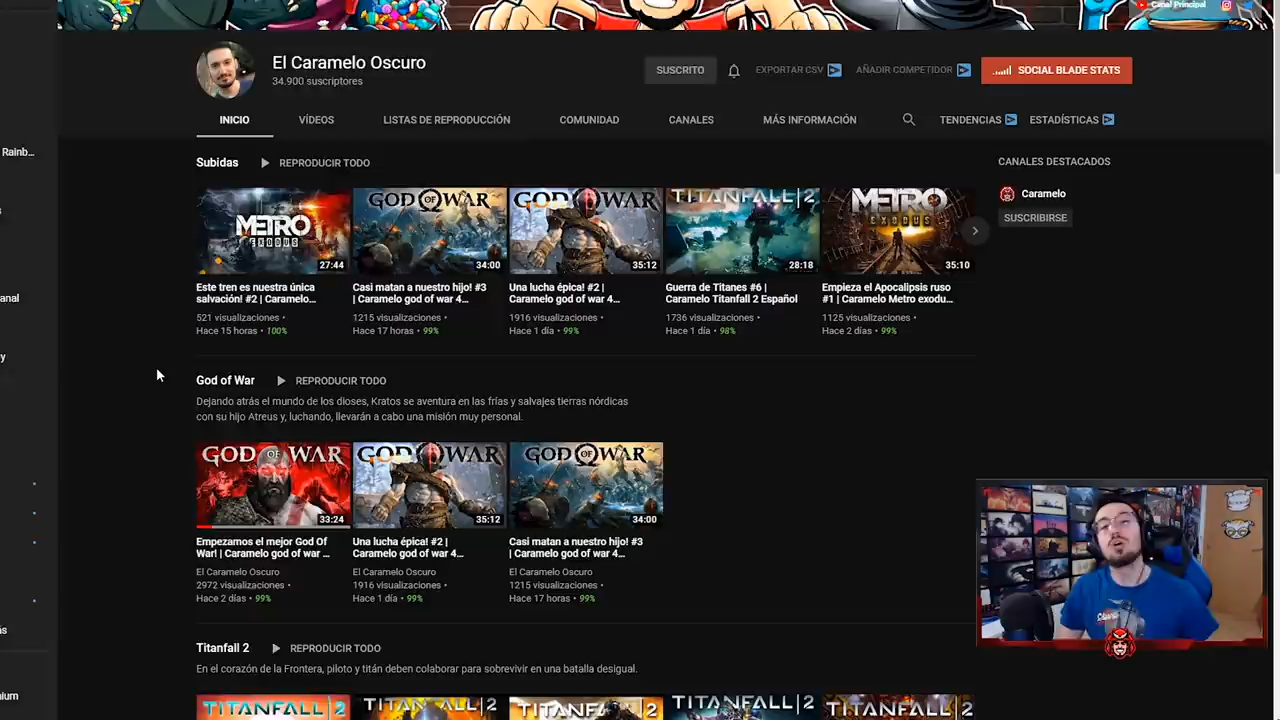 Canal Principal
El Caramelo Oscuro
34.900 suscriptores
SUSCRITO
EXPORTAR CSV
AÑADIR COMPETIDOR
SOCIAL BLADE STATS
INICIO
VÍDEOS
LISTAS DE REPRODUCCIÓN
COMUNIDAD
CANALES
MÁS INFORMACIÓN
TENDENCIAS
ESTADÍSTICAS
Rainb...
anal
y
ás
nium
Subidas
REPRODUCIR TODO
CANALES DESTACADOS
Caramelo
SUSCRIBIRSE
METRO
EXODUS
27:44
GOD OF WAR
34:00
GOD OF WAR
35:12
TITANFALL 2
28:18
METRO
EXODUS
35:10
Este tren es nuestra única
salvación! #2 | Caramelo...
521 visualizaciones •
Hace 15 horas • 100%
Casi matan a nuestro hijo! #3
| Caramelo god of war 4...
1215 visualizaciones •
Hace 17 horas • 99%
Una lucha épica! #2 |
Caramelo god of war 4...
1916 visualizaciones •
Hace 1 día • 99%
Guerra de Titanes #6 |
Caramelo Titanfall 2 Español
1736 visualizaciones •
Hace 1 día • 98%
Empieza el Apocalipsis ruso
#1 | Caramelo Metro exodu...
1125 visualizaciones •
Hace 2 días • 99%
God of War
REPRODUCIR TODO
Dejando atrás el mundo de los dioses, Kratos se aventura en las frías y salvajes tierras nórdicas
con su hijo Atreus y, luchando, llevarán a cabo una misión muy personal.
GOD OF WAR
33:24
GOD OF WAR
35:12
GOD OF WAR
34:00
Empezamos el mejor God Of
War! | Caramelo god of war ...
El Caramelo Oscuro
2972 visualizaciones •
Hace 2 días • 99%
Una lucha épica! #2 |
Caramelo god of war 4...
El Caramelo Oscuro
1916 visualizaciones •
Hace 1 día • 99%
Casi matan a nuestro hijo! #3
| Caramelo god of war 4...
El Caramelo Oscuro
1215 visualizaciones •
Hace 17 horas • 99%
Titanfall 2
REPRODUCIR TODO
En el corazón de la Frontera, piloto y titán deben colaborar para sobrevivir en una batalla desigual.
TITANFALL 2
TITANFALL 2
TITANFALL 2
TITANFALL 2
TITANFALL 2